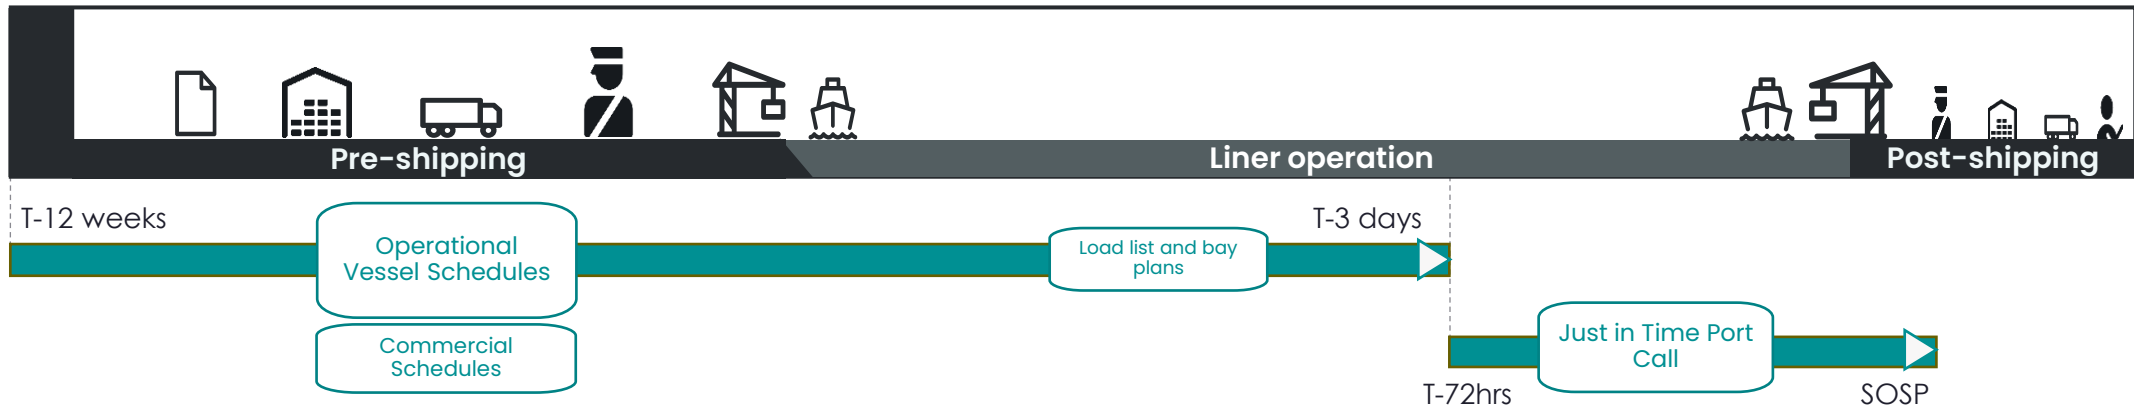 Pre-shipping
Liner operation
Post-shipping
T-12 weeks
Operational
Vessel Schedules
Load list and bay
plans
T-3 days
Commercial
Schedules
Just in Time Port
Call
T-72hrs
SOSP